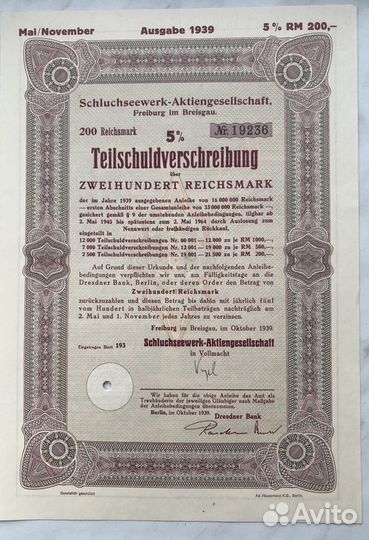 Mai/November Ausgabe 1939 5% RM 200,–
Schluchseewerk-Aktiengesellschaft,
Freiburg im Breisgau.
200 Reichsmark 5% № 19236
Teilschuldverschreibung
über
ZWEIHUNDERT REICHSMARK
der im Jahre 1939 ausgegebenen Anleihe von 16 000 000 Reichsmark
— ersten Abschnitts einer Gesamtanleihe von 33 000 000 Reichsmark —
gesichert gemäß § 9 der umstehenden Anleihebedingungen, tilgbar ab
2. Mai 1945 bis spätestens zum 2. Mai 1964 durch Auslosung zum
Nennwert oder freihändigen Rückkauf,
eingeteilt in
12 000 Teilschuldverschreibungen Nr. 00 001 — 12 000 zu je RM 1000,—,
7 000 Teilschuldverschreibungen Nr. 12 001 — 19 000 zu je RM 500,—,
2 500 Teilschuldverschreibungen Nr. 19 001 — 21 500 zu je RM 200,—.
Auf Grund dieser Urkunde und der nachfolgenden Anleihe-
bedingungen verpflichten wir uns, am Fälligkeitstage an die
Dresdner Bank, Berlin, oder deren Order den Betrag von
Zweihundert Reichsmark
zurückzuzahlen und diesen Betrag bis dahin mit jährlich fünf
vom Hundert in halbjährlichen Teilbeträgen nachträglich am
2. Mai und 1. November jedes Jahres zu verzinsen.
Freiburg im Breisgau, im Oktober 1939.
Eingetragen Blatt 193 Schluchseewerk-Aktiengesellschaft
in Vollmacht
Wir haben für die obige Anleihe das Amt als
Treuhänderin der jeweiligen Gläubiger nach Maßgabe
der Anleihebedingungen übernommen.
Berlin, im Oktober 1939. Dresdner Bank
Gesetzlich geschützt
Berlin.
Avito